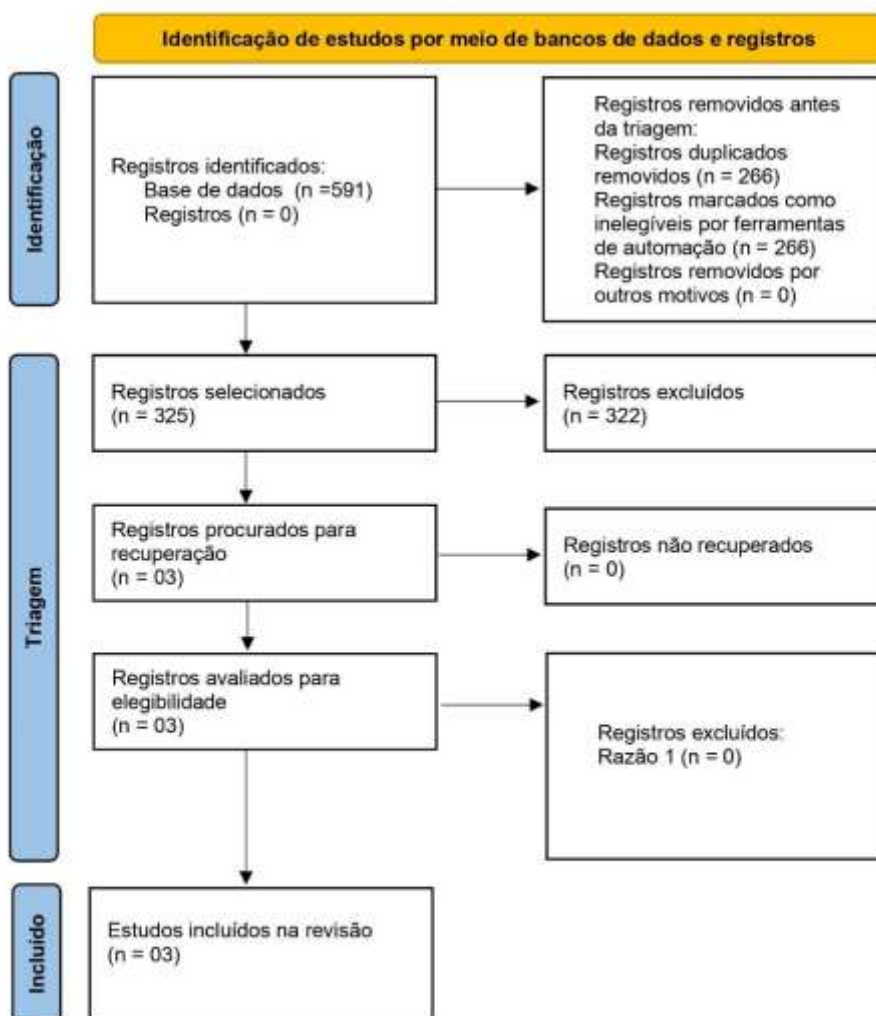 Identificação de estudos por meio de bancos de dados e registros
Identificação
Registros identificados:
Base de dados (n =591)
Registros (n = 0)
Registros removidos antes
da triagem:
Registros duplicados
removidos (n = 266)
Registros marcados como
inelegíveis por ferramentas
de automação (n = 266)
Registros removidos por
outros motivos (n = 0)
Triagem
Registros selecionados
(n = 325)
Registros excluídos
(n = 322)
Registros procurados para
recuperação
(n = 03)
Registros não recuperados
(n = 0)
Registros avaliados para
elegibilidade
(n = 03)
Registros excluídos:
Razão 1 (n = 0)
Incluído
Estudos incluídos na revisão
(n = 03)